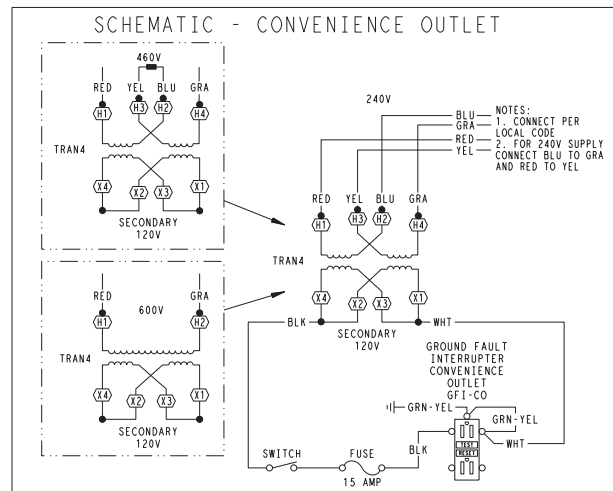 SCHEMATIC - CONVENIENCE OUTLET
460V
RED YEL BLU GRA
H1 H3 H2 H4
TRAN4
X4 X2 X3 X1
SECONDARY
120V
RED GRA
600V
H1 H2
TRAN4
X4 X2 X3 X1
SECONDARY
120V
240V
BLU
GRA
RED
YEL
NOTES:
1. CONNECT PER
LOCAL CODE
2. FOR 240V SUPPLY
CONNECT BLU TO GRA
AND RED TO YEL
RED YEL BLU GRA
H1 H3 H2 H4
TRAN4
X4 X2 X3 X1
BLK WHT
SECONDARY
120V
GROUND FAULT
INTERRUPTER
CONVENIENCE
OUTLET
GFI-CO
GRN-YEL
GRN-YEL
WHT
BLK
TEST
RESET
SWITCH
FUSE
15 AMP